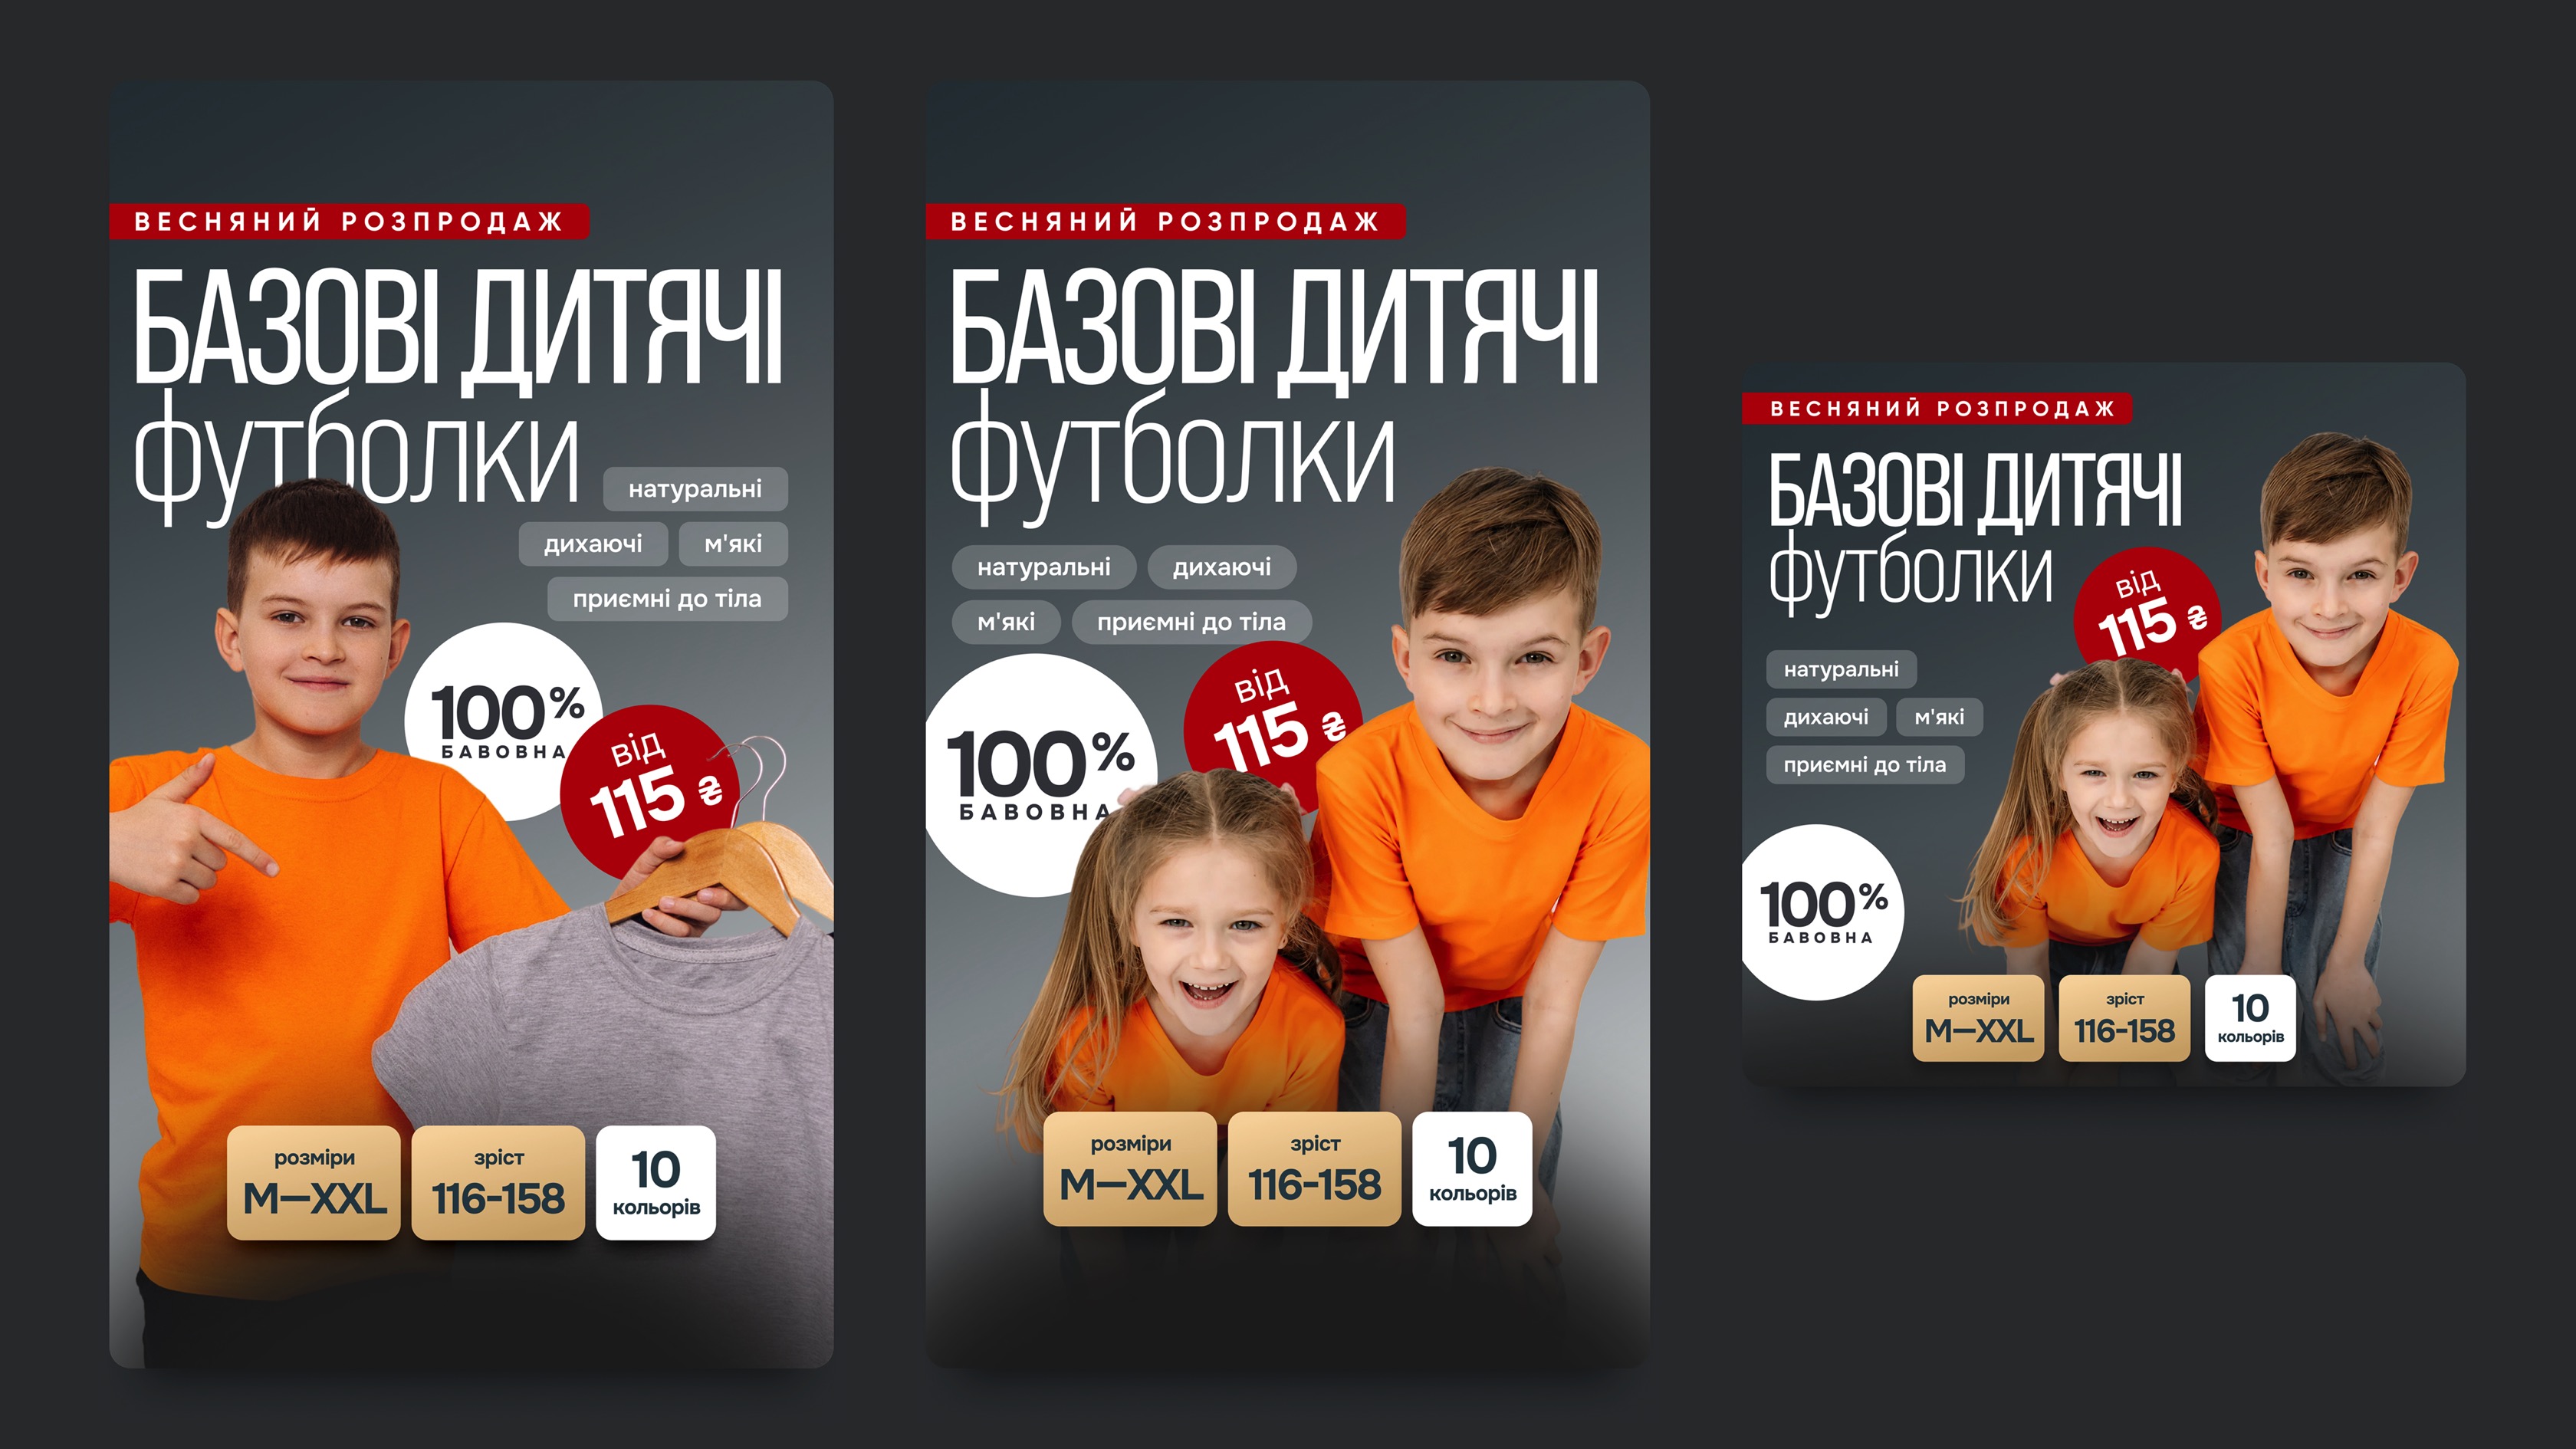 ВЕСНЯНИЙ РОЗПРОДАЖ
БАЗОВІ ДИТЯЧІ
футболки
натуральні
дихаючі м'які
приємні до тіла
100%
БАВОВНА
від
115 ₴
розміри
M—XXL
зріст
116-158
10
кольорів
ВЕСНЯНИЙ РОЗПРОДАЖ
БАЗОВІ ДИТЯЧІ
футболки
натуральні дихаючі
м'які приємні до тіла
100%
БАВОВНА
від
115 ₴
розміри
M—XXL
зріст
116-158
10
кольорів
ВЕСНЯНИЙ РОЗПРОДАЖ
БАЗОВІ ДИТЯЧІ
футболки
від
115 ₴
натуральні
дихаючі м'які
приємні до тіла
100%
БАВОВНА
розміри
M—XXL
зріст
116-158
10
кольорів